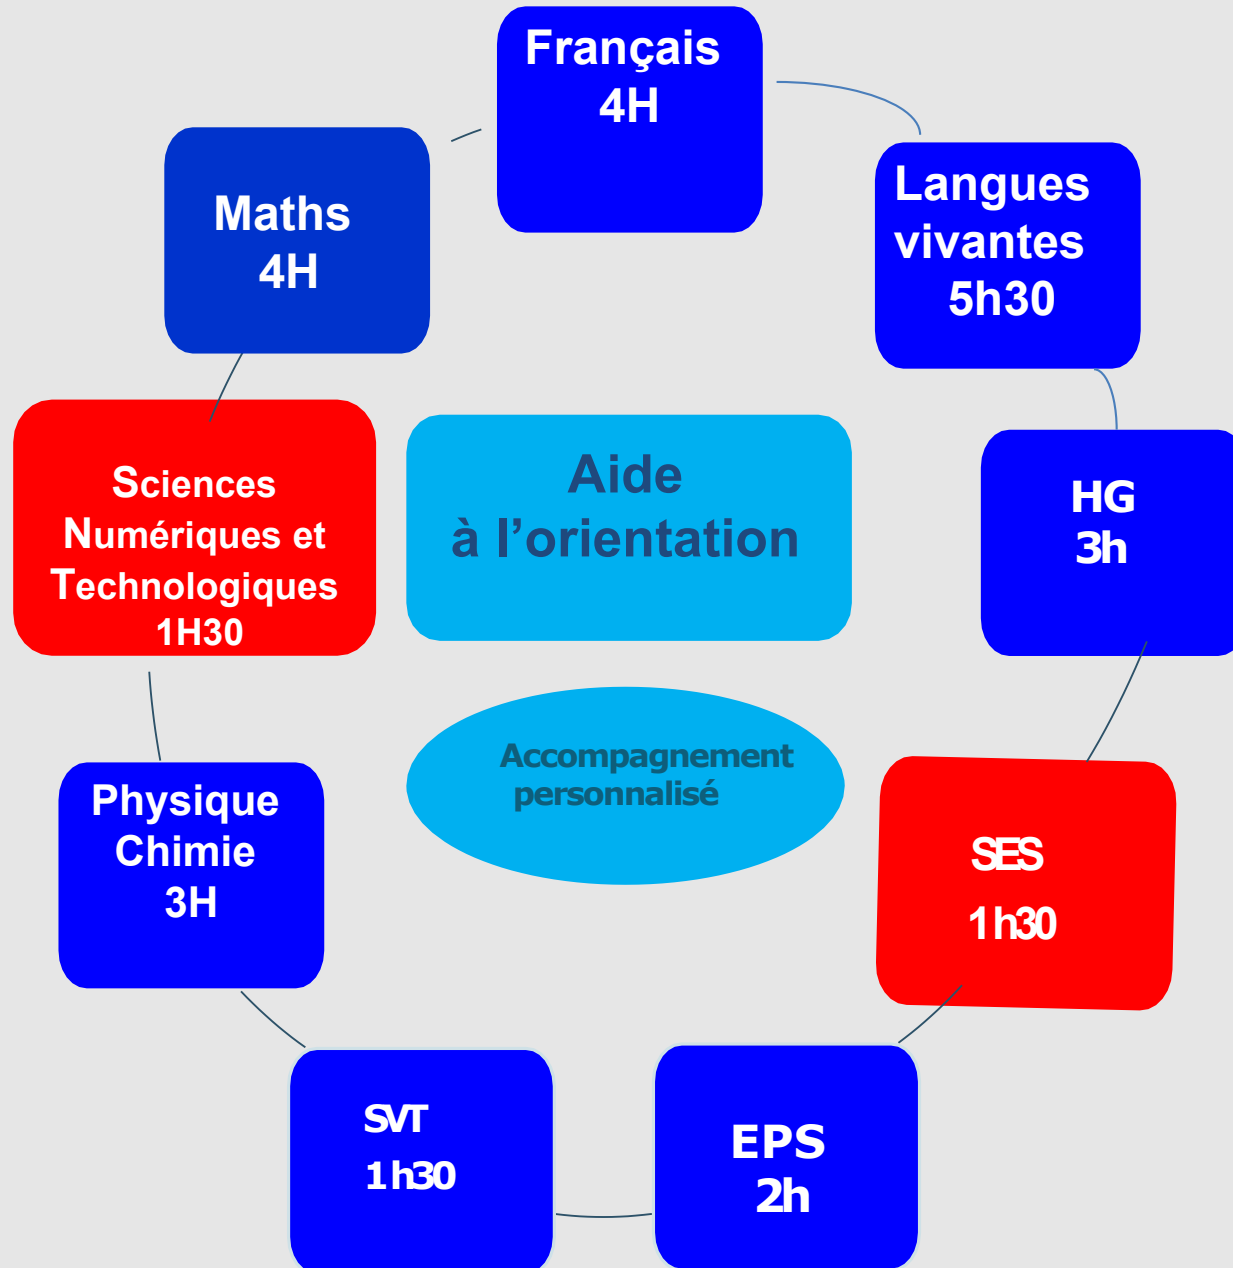 Français
4H
Maths
4H
Langues
vivantes
5h30
Sciences
Numériques et
Technologiques
1H30
Aide
à l’orientation
HG
3h
Accompagnement
personnalisé
Physique
Chimie
3H
SES
1h30
SVT
1h30
EPS
2h